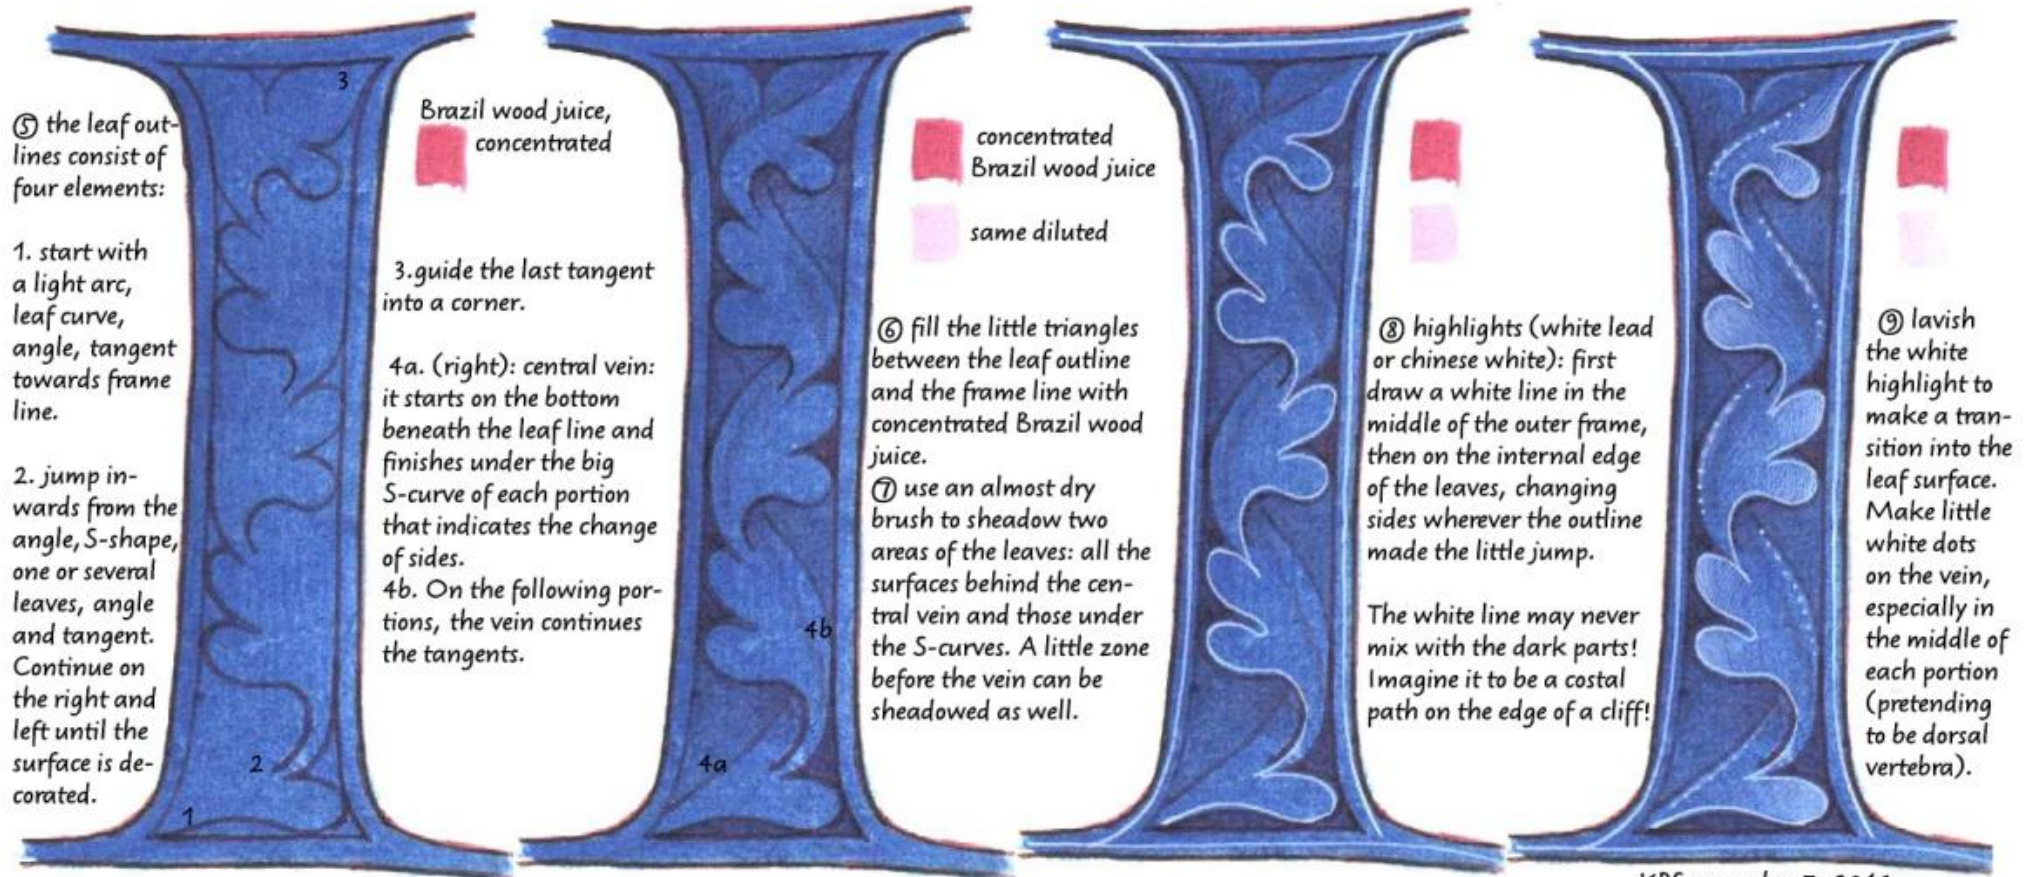 ⑤ the leaf out-
lines consist of
four elements:
1. start with
a light arc,
leaf curve,
angle, tangent
towards frame
line.
2. jump in-
wards from the
angle, S-shape,
one or several
leaves, angle
and tangent.
Continue on
the right and
left until the
surface is de-
corated.
3
2
1
Brazil wood juice,
concentrated
3.guide the last tangent
into a corner.
4a. (right): central vein:
it starts on the bottom
beneath the leaf line and
finishes under the big
S-curve of each portion
that indicates the change
of sides.
4b. On the following por-
tions, the vein continues
the tangents.
4b
4a
concentrated
Brazil wood juice
same diluted
⑥ fill the little triangles
between the leaf outline
and the frame line with
concentrated Brazil wood
juice.
⑦ use an almost dry
brush to sheadow two
areas of the leaves: all the
surfaces behind the cen-
tral vein and those under
the S-curves. A little zone
before the vein can be
sheadowed as well.
⑧ highlights (white lead
or chinese white): first
draw a white line in the
middle of the outer frame,
then on the internal edge
of the leaves, changing
sides wherever the outline
made the little jump.
The white line may never
mix with the dark parts!
Imagine it to be a costal
path on the edge of a cliff!
⑨ lavish
the white
highlight to
make a tran-
sition into the
leaf surface.
Make little
white dots
on the vein,
especially in
the middle of
each portion
(pretending
to be dorsal
vertebra).